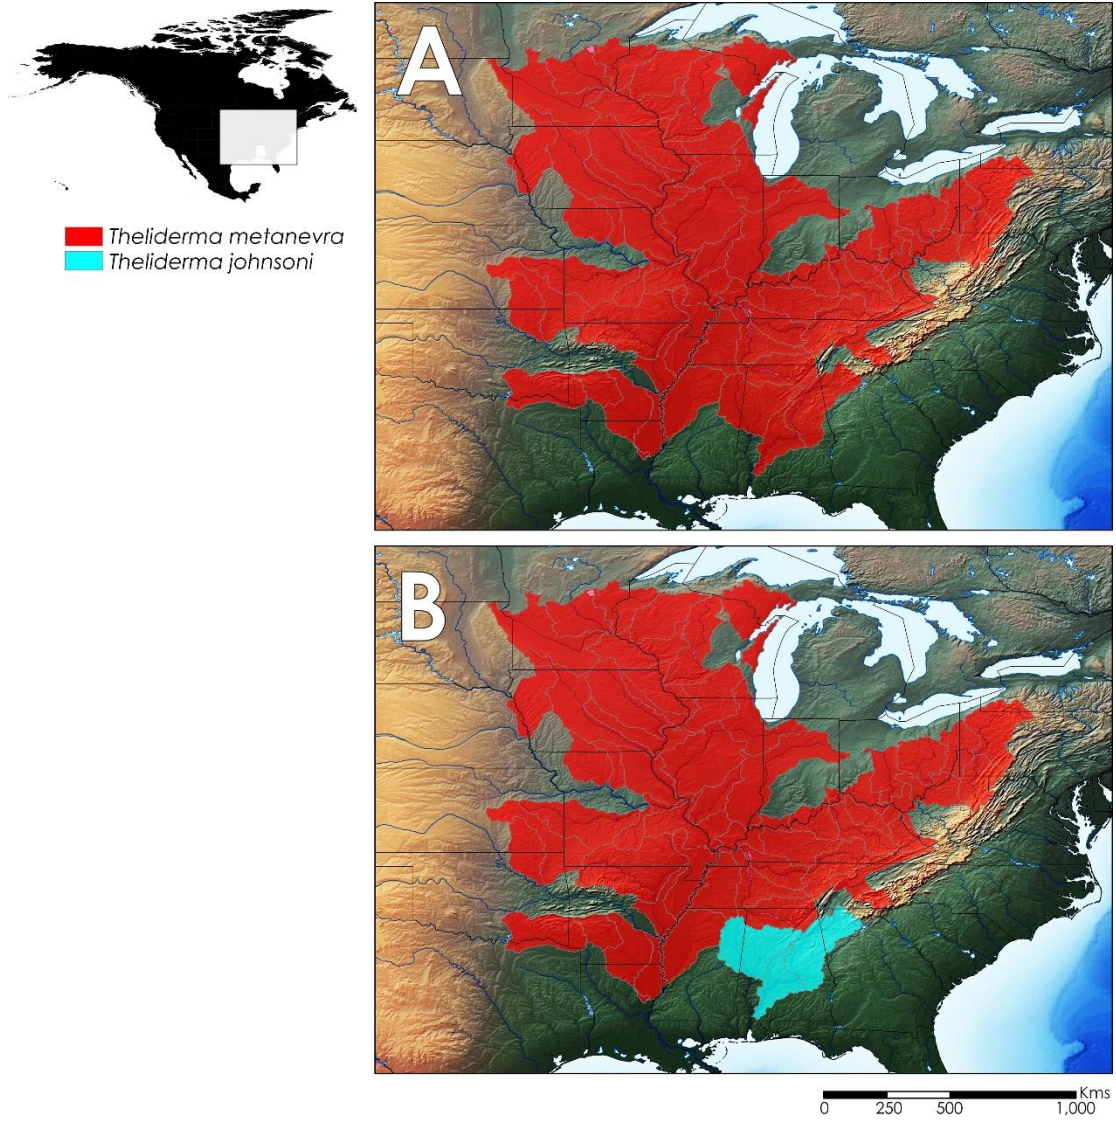 A
Theliderma metanevra
Theliderma johnsoni
B
Kms
0 250 500 1,000